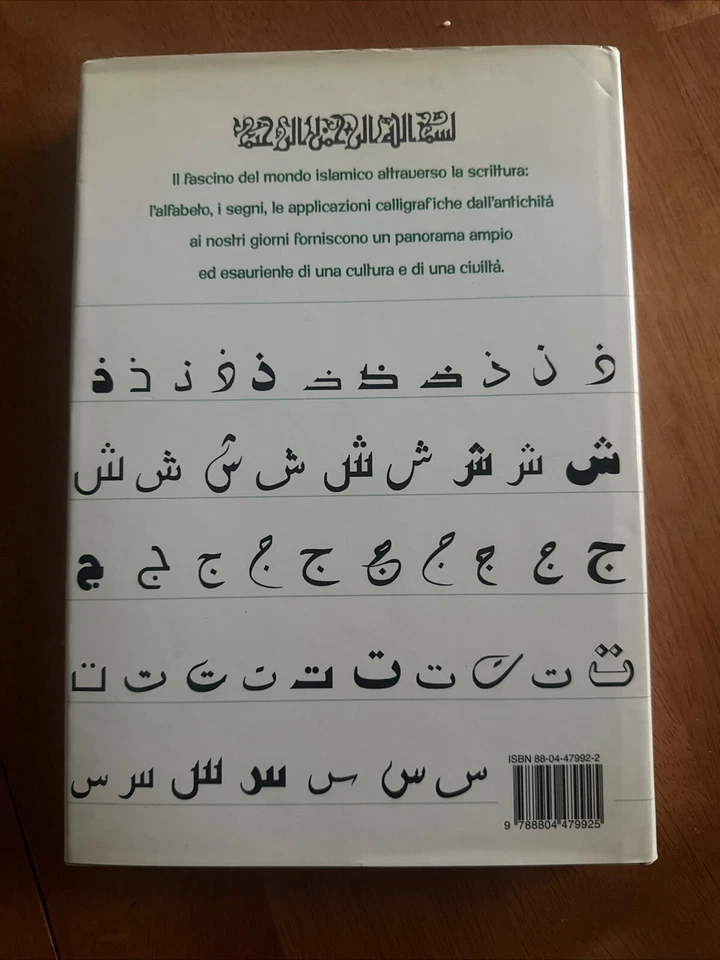 بسم الله الرحمن الرحيم
Il fascino del mondo islamico attraverso la scrittura:
l'alfabeto, i segni, le applicazioni calligrafiche dall'antichità
ai nostri giorni forniscono un panorama ampio
ed esauriente di una cultura e di una civiltà.
ذ ذ ذ ذ ذ ذ ذ ذ ذ ذ ذ
ش ش ش ش ش ش ش ش ش
ج ج ج ج ج ج ج ج ج ج
ت ت ت ت ت ت ت ت ت ت
س س س س س س س
ISBN 88-04-47992-2
9 788804 479925